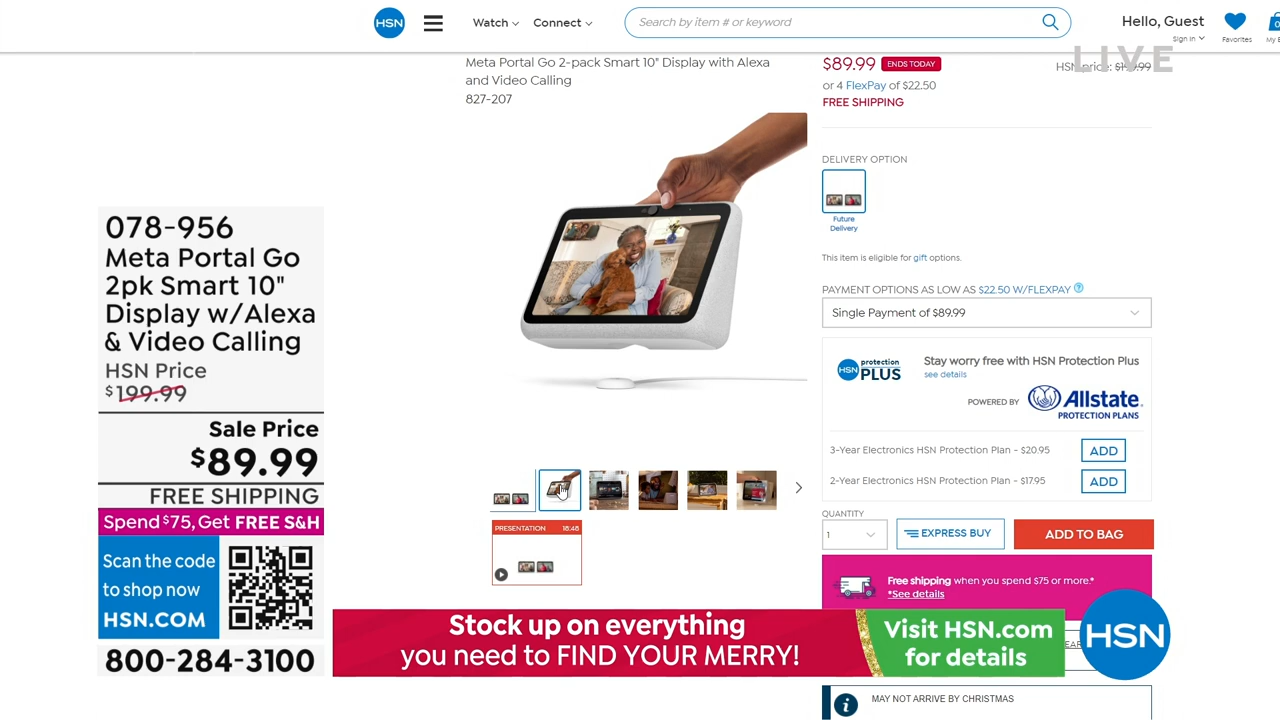 HSN
Watch
Connect
Search by item # or keyword
Hello, Guest
Sign In
Favorites
LIVE
Meta Portal Go 2-pack Smart 10" Display with Alexa
and Video Calling
827-207
$89.99 ENDS TODAY
HSN price: $199.99
or 4 FlexPay of $22.50
FREE SHIPPING
DELIVERY OPTION
Future
Delivery
This item is eligible for gift options.
PAYMENT OPTIONS AS LOW AS $22.50 W/FLEXPAY ?
Single Payment of $89.99
HSN protection PLUS
Stay worry free with HSN Protection Plus
see details
POWERED BY Allstate
PROTECTION PLANS
3-Year Electronics HSN Protection Plan - $20.95 ADD
2-Year Electronics HSN Protection Plan - $17.95 ADD
QUANTITY
1 EXPRESS BUY ADD TO BAG
Free shipping when you spend $75 or more.*
*See details
MAY NOT ARRIVE BY CHRISTMAS
PRESENTATION 18:48
078-956
Meta Portal Go
2pk Smart 10"
Display w/Alexa
& Video Calling
HSN Price
$199.99
Sale Price
$89.99
FREE SHIPPING
Spend $75, Get FREE S&H
Scan the code
to shop now
HSN.COM
800-284-3100
Stock up on everything
you need to FIND YOUR MERRY!
Visit HSN.com
for details
HSN